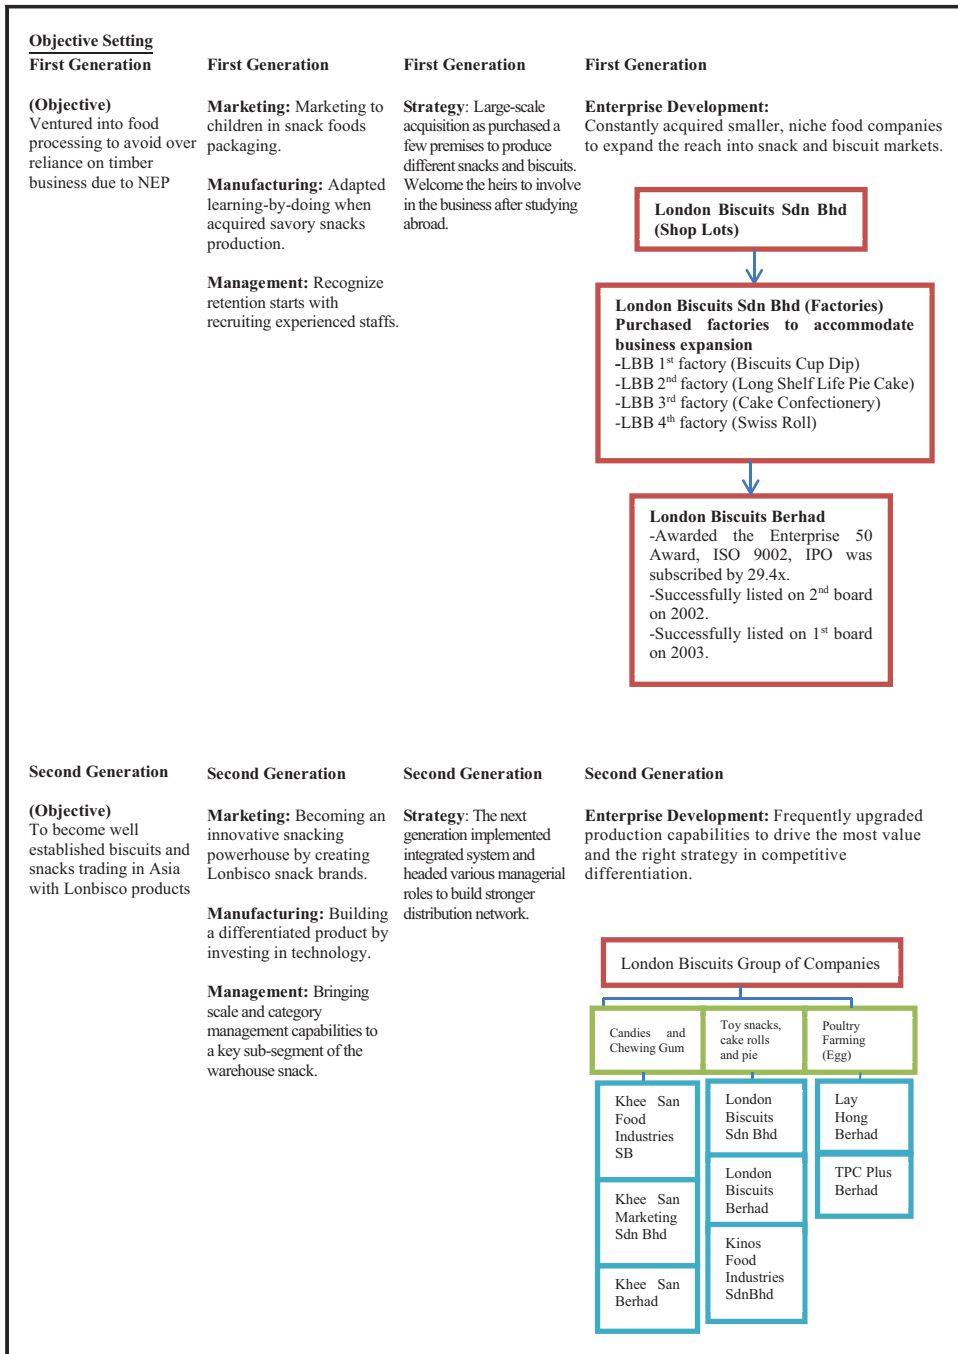 Objective Setting
First Generation
(Objective)
Ventured into food
processing to avoid over
reliance on timber
business due to NEP
First Generation
Marketing: Marketing to
children in snack foods
packaging.
Manufacturing: Adapted
learning-by-doing when
acquired savory snacks
production.
Management: Recognize
retention starts with
recruiting experienced staffs.
First Generation
Strategy: Large-scale
acquisition as purchased a
few premises to produce
different snacks and biscuits.
Welcome the heirs to involve
in the business after studying
abroad.
First Generation
Enterprise Development:
Constantly acquired smaller, niche food companies
to expand the reach into snack and biscuit markets.
London Biscuits Sdn Bhd
(Shop Lots)
London Biscuits Sdn Bhd (Factories)
Purchased factories to accommodate
business expansion
-LBB 1st factory (Biscuits Cup Dip)
-LBB 2nd factory (Long Shelf Life Pie Cake)
-LBB 3rd factory (Cake Confectionery)
-LBB 4th factory (Swiss Roll)
London Biscuits Berhad
-Awarded the Enterprise 50
Award, ISO 9002, IPO was
subscribed by 29.4x.
-Successfully listed on 2nd board
on 2002.
-Successfully listed on 1st board
on 2003.
Second Generation
(Objective)
To become well
established biscuits and
snacks trading in Asia
with Lonbisco products
Second Generation
Marketing: Becoming an
innovative snacking
powerhouse by creating
Lonbisco snack brands.
Manufacturing: Building
a differentiated product by
investing in technology.
Management: Bringing
scale and category
management capabilities to
a key sub-segment of the
warehouse snack.
Second Generation
Strategy: The next
generation implemented
integrated system and
headed various managerial
roles to build stronger
distribution network.
Second Generation
Enterprise Development: Frequently upgraded
production capabilities to drive the most value
and the right strategy in competitive
differentiation.
London Biscuits Group of Companies
Candies and
Chewing Gum
Toy snacks,
cake rolls
and pie
Poultry
Farming
(Egg)
Khee San
Food
Industries
SB
Khee San
Marketing
Sdn Bhd
Khee San
Berhad
London
Biscuits
Sdn Bhd
London
Biscuits
Berhad
Kinos
Food
Industries
SdnBhd
Lay
Hong
Berhad
TPC Plus
Berhad